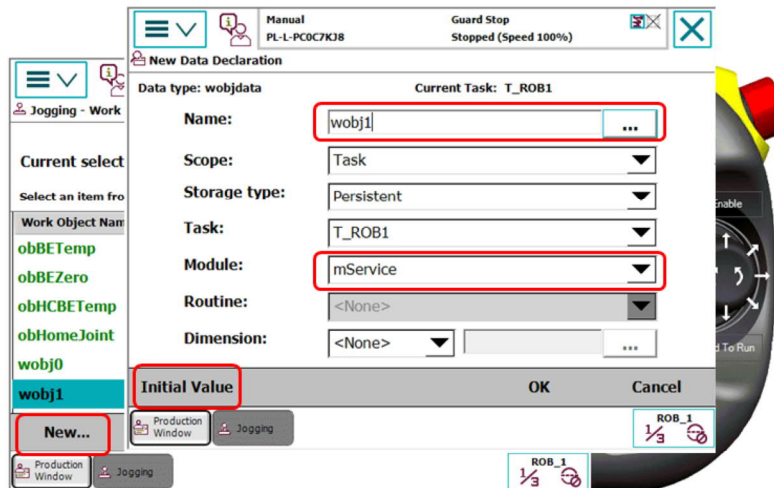 Manual
PL-L-PC0C7KJ8
Guard Stop
Stopped (Speed 100%)
New Data Declaration
Data type: wobjdata
Current Task: T_ROB1
Name:
wobj1
...
Scope:
Task
Storage type:
Persistent
Task:
T_ROB1
Module:
mService
Routine:
<None>
Dimension:
<None>
...
Initial Value
OK
Cancel
Production
Window
Jogging
ROB_1
1/3
Jogging - Work
Current select
Select an item fro
Work Object Nam
obBETemp
obBEZero
obHCBETemp
obHomeJoint
wobj0
wobj1
New...
Production
Window
Jogging
ROB_1
1/3
Enable
To Run